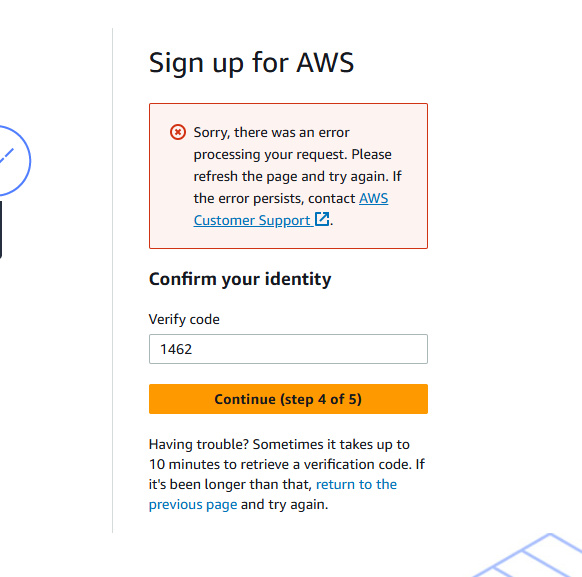 Sign up for AWS
Sorry, there was an error
processing your request. Please
refresh the page and try again. If
the error persists, contact AWS
Customer Support.
Confirm your identity
Verify code
1462
Continue (step 4 of 5)
Having trouble? Sometimes it takes up to
10 minutes to retrieve a verification code. If
it's been longer than that, return to the
previous page and try again.